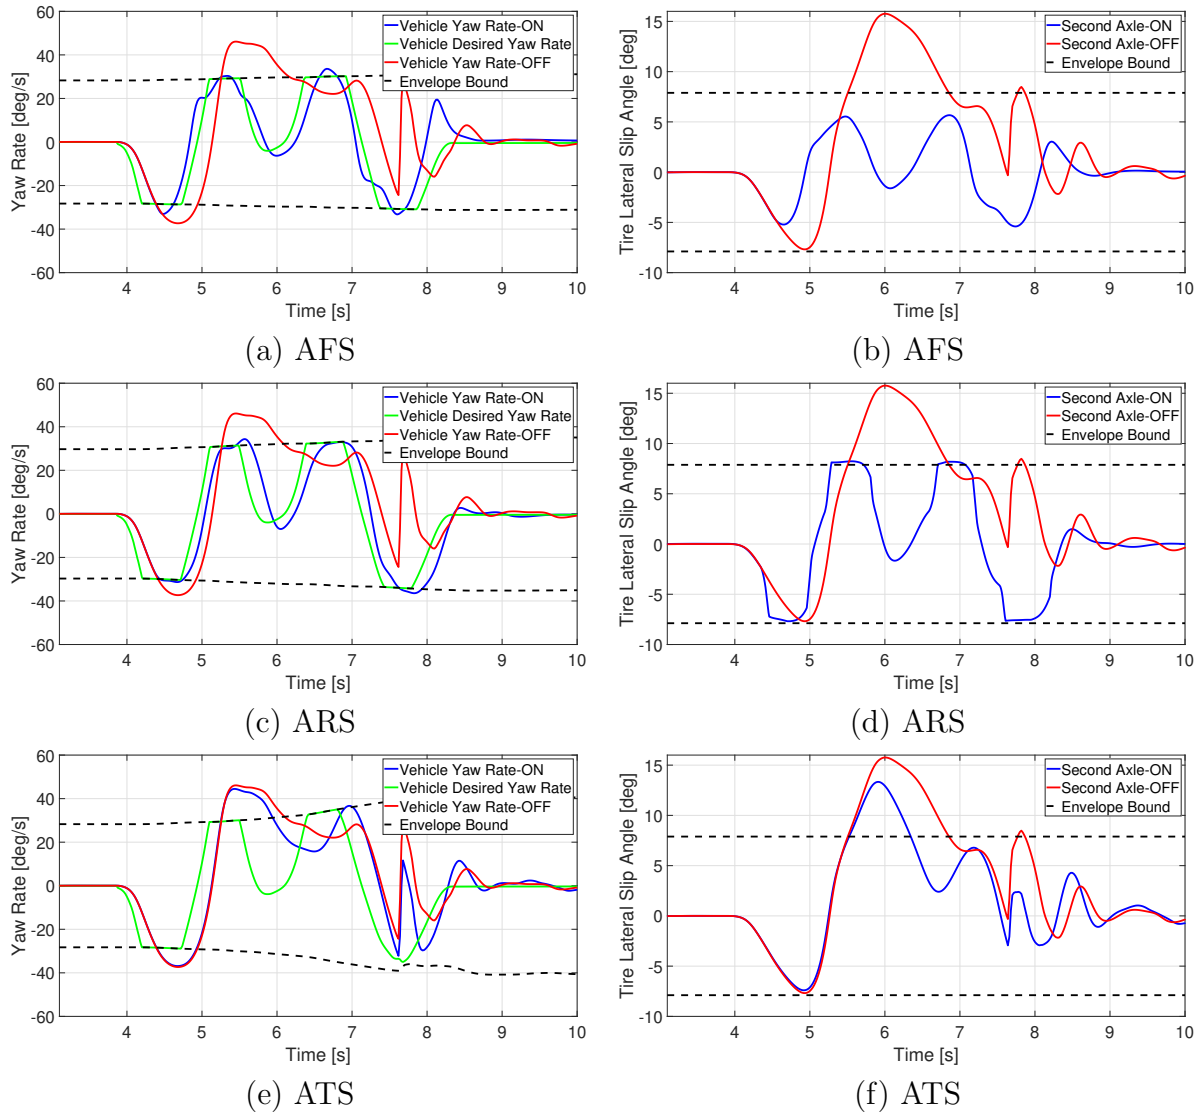 60
40
20
0
-20
-40
-60
Yaw Rate [deg/s]
4 5 6 7 8 9 10
Time [s]
Vehicle Yaw Rate-ON
Vehicle Desired Yaw Rate
Vehicle Yaw Rate-OFF
Envelope Bound
(a) AFS
15
10
5
0
-5
-10
Tire Lateral Slip Angle [deg]
4 5 6 7 8 9 10
Time [s]
Second Axle-ON
Second Axle-OFF
Envelope Bound
(b) AFS
60
40
20
0
-20
-40
-60
Yaw Rate [deg/s]
4 5 6 7 8 9 10
Time [s]
Vehicle Yaw Rate-ON
Vehicle Desired Yaw Rate
Vehicle Yaw Rate-OFF
Envelope Bound
(c) ARS
15
10
5
0
-5
-10
Tire Lateral Slip Angle [deg]
4 5 6 7 8 9 10
Time [s]
Second Axle-ON
Second Axle-OFF
Envelope Bound
(d) ARS
60
40
20
0
-20
-40
-60
Yaw Rate [deg/s]
4 5 6 7 8 9 10
Time [s]
Vehicle Yaw Rate-ON
Vehicle Desired Yaw Rate
Vehicle Yaw Rate-OFF
Envelope Bound
(e) ATS
15
10
5
0
-5
-10
Tire Lateral Slip Angle [deg]
4 5 6 7 8 9 10
Time [s]
Second Axle-ON
Second Axle-OFF
Envelope Bound
(f) ATS